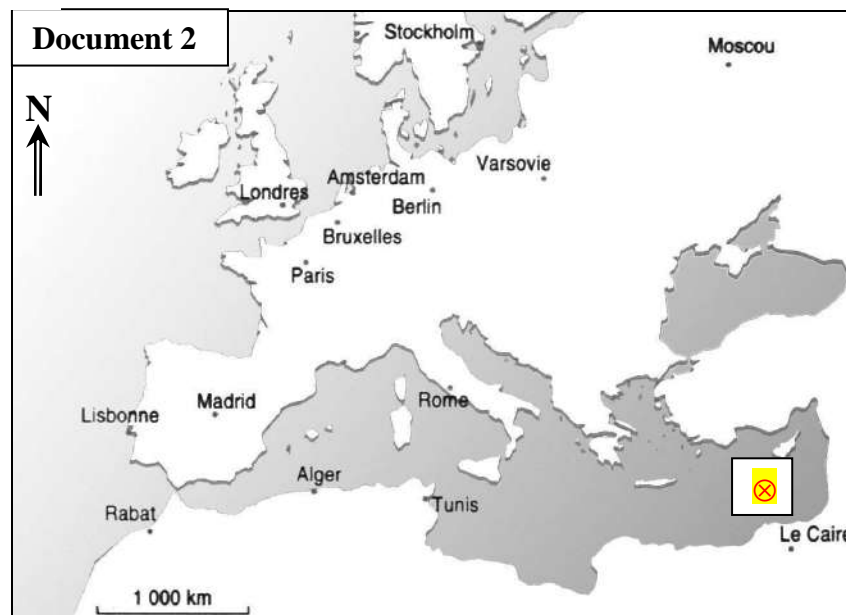 Document 2
Stockholm
Moscou
N
Varsovie
Amsterdam
Londres
Berlin
Bruxelles
Paris
Rome
Madrid
Lisbonne
Alger
Tunis
Rabat
Le Caire
1 000 km